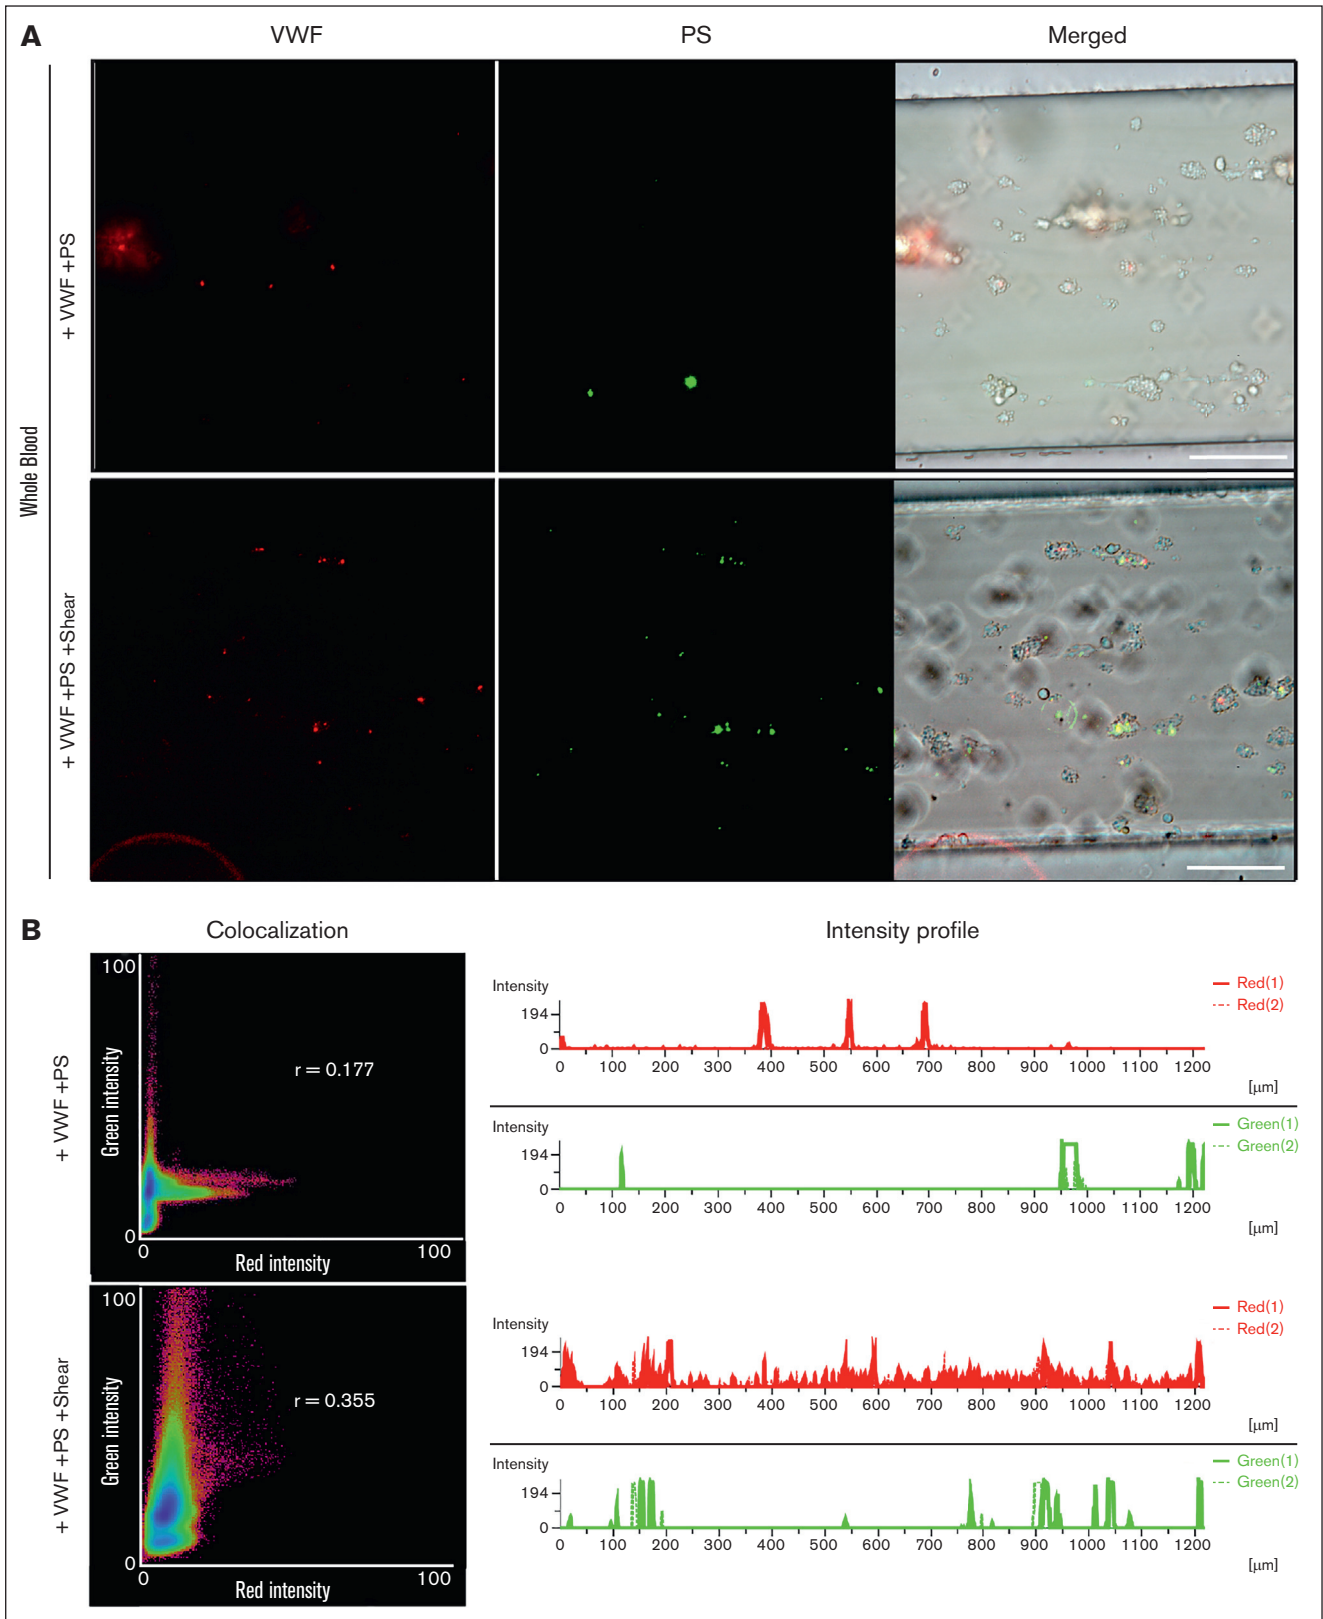 A
VWF PS Merged
Whole Blood
+ VWF +PS
+ VWF +PS +Shear
B
Colocalization Intensity profile
+ VWF +PS
100
Green intensity
r = 0.177
0
0 100
Red intensity
Intensity
Red(1)
Red(2)
194
0
0 100 200 300 400 500 600 700 800 900 1000 1100 1200
[µm]
Intensity
Green(1)
Green(2)
194
0
0 100 200 300 400 500 600 700 800 900 1000 1100 1200
[µm]
+ VWF +PS +Shear
100
Green intensity
r = 0.355
0
0 100
Red intensity
Intensity
Red(1)
Red(2)
194
0
0 100 200 300 400 500 600 700 800 900 1000 1100 1200
[µm]
Intensity
Green(1)
Green(2)
194
0
0 100 200 300 400 500 600 700 800 900 1000 1100 1200
[µm]